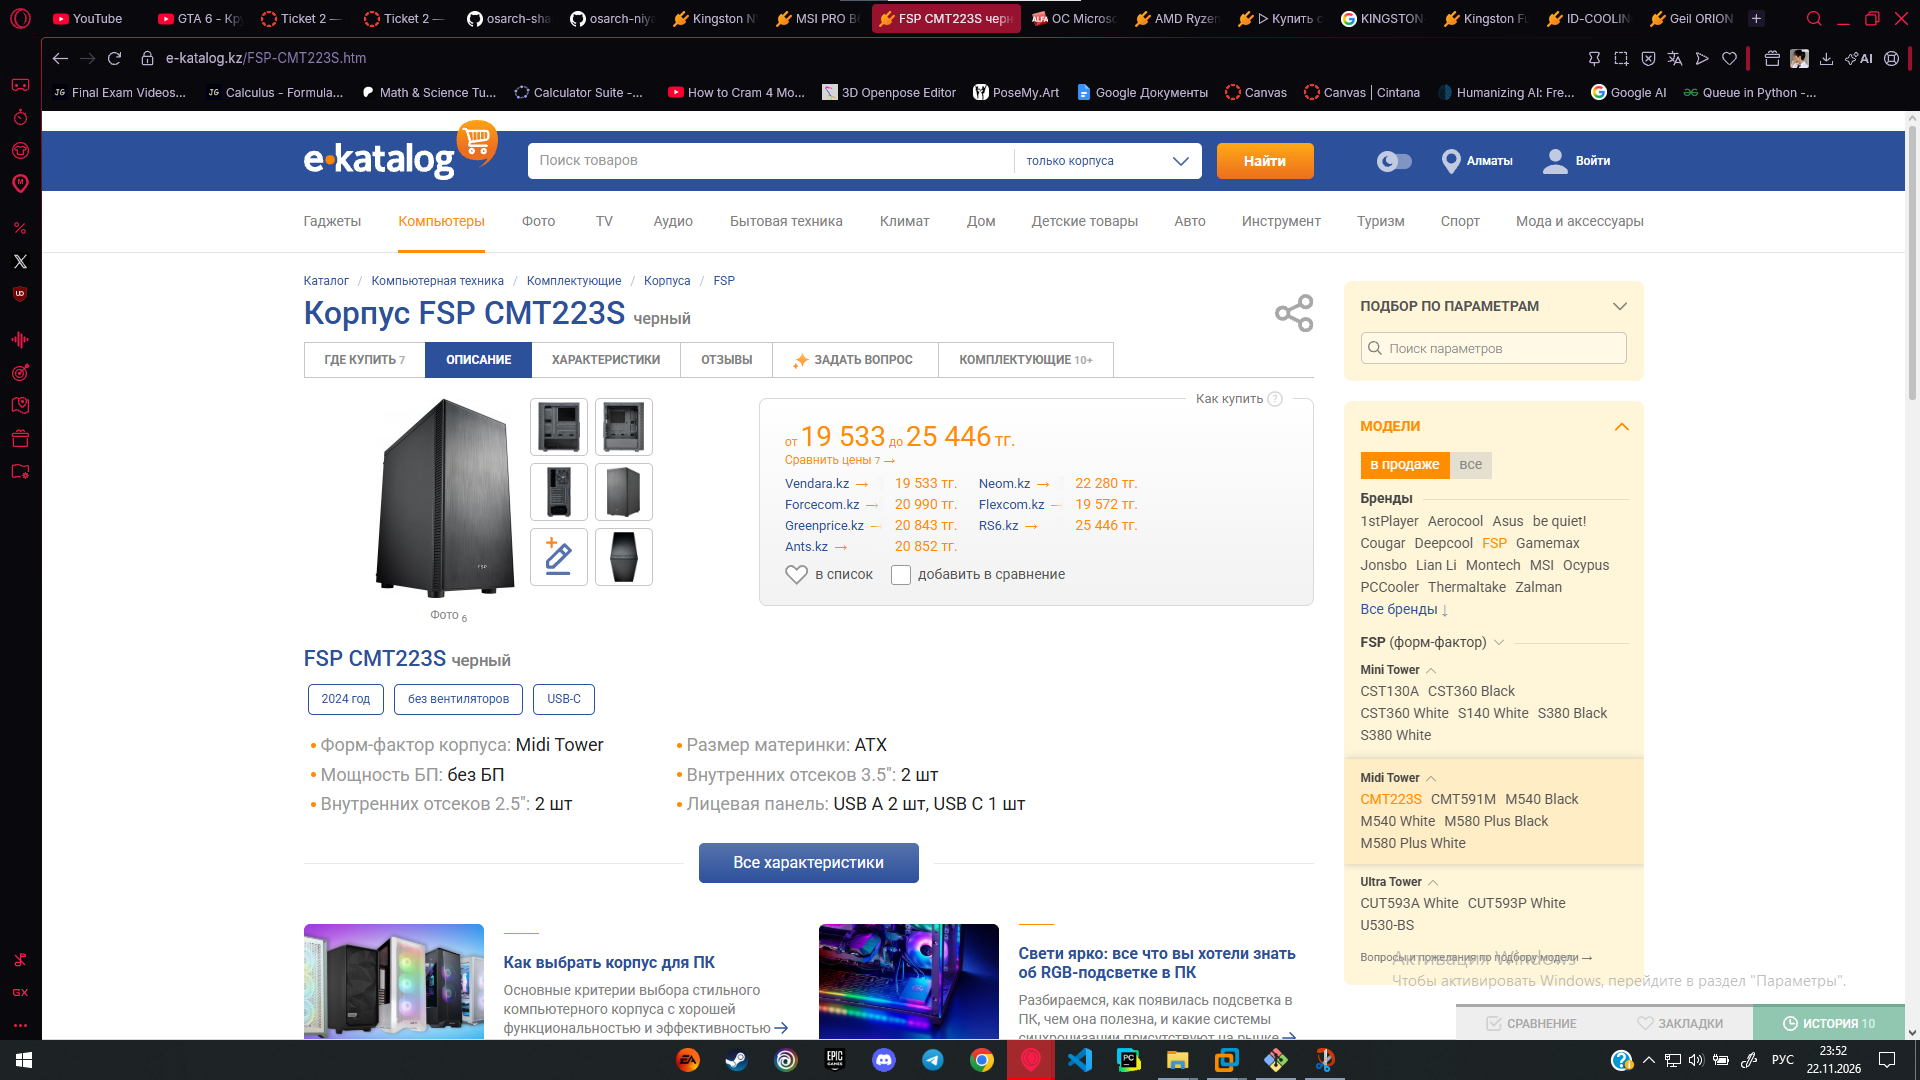 YouTube
GTA 6 - Кр
Ticket 2 —
Ticket 2 —
osarch-sha
osarch-niya
Kingston N
MSI PRO B
FSP CMT223S черн
ОС Micros
AMD Ryzen
▷ Купить с
KINGSTON
Kingston Fu
ID-COOLIN
Geil ORION
e-katalog.kz/FSP-CMT223S.htm
AI
Final Exam Videos...
Calculus - Formula...
Math & Science Tu...
Calculator Suite -...
How to Cram 4 Mo...
3D Openpose Editor
PoseMy.Art
Google Документы
Canvas
Canvas | Cintana
Humanizing AI: Fre...
Google AI
Queue in Python -...
e•katalog
Поиск товаров
только корпуса
Найти
Алматы
Войти
Гаджеты
Компьютеры
Фото
TV
Аудио
Бытовая техника
Климат
Дом
Детские товары
Авто
Инструмент
Туризм
Спорт
Мода и аксессуары
Каталог / Компьютерная техника / Комплектующие / Корпуса / FSP
Корпус FSP CMT223S черный
ГДЕ КУПИТЬ 7
ОПИСАНИЕ
ХАРАКТЕРИСТИКИ
ОТЗЫВЫ
ЗАДАТЬ ВОПРОС
КОМПЛЕКТУЮЩИЕ 10+
Фото 6
Как купить ?
от 19 533 до 25 446 тг.
Сравнить цены 7 →
Vendara.kz → 19 533 тг. Neom.kz → 22 280 тг.
Forcecom.kz → 20 990 тг. Flexcom.kz → 19 572 тг.
Greenprice.kz → 20 843 тг. RS6.kz → 25 446 тг.
Ants.kz → 20 852 тг.
в список
добавить в сравнение
FSP CMT223S черный
2024 год
без вентиляторов
USB-C
• Форм-фактор корпуса: Midi Tower
• Размер материнки: ATX
• Мощность БП: без БП
• Внутренних отсеков 3.5": 2 шт
• Внутренних отсеков 2.5": 2 шт
• Лицевая панель: USB A 2 шт, USB C 1 шт
Все характеристики
Как выбрать корпус для ПК
Основные критерии выбора стильного
компьютерного корпуса с хорошей
функциональностью и эффективностью →
Свети ярко: все что вы хотели знать
об RGB-подсветке в ПК
Разбираемся, как появилась подсветка в
ПК, чем она полезна, и какие системы
синхронизации присутствуют на рынке →
ПОДБОР ПО ПАРАМЕТРАМ
Поиск параметров
МОДЕЛИ
в продаже
все
Бренды
1stPlayer Aerocool Asus be quiet!
Cougar Deepcool FSP Gamemax
Jonsbo Lian Li Montech MSI Ocypus
PCCooler Thermaltake Zalman
Все бренды ↓
FSP (форм-фактор)
Mini Tower
CST130A CST360 Black
CST360 White S140 White S380 Black
S380 White
Midi Tower
CMT223S CMT591M M540 Black
M540 White M580 Plus Black
M580 Plus White
Ultra Tower
CUT593A White CUT593P White
U530-BS
Вопросы и пожелания по подбору модели →
Активация Windows
Чтобы активировать Windows, перейдите в раздел "Параметры".
СРАВНЕНИЕ
ЗАКЛАДКИ
ИСТОРИЯ 10
GX
РУС
23:52
22.11.2026